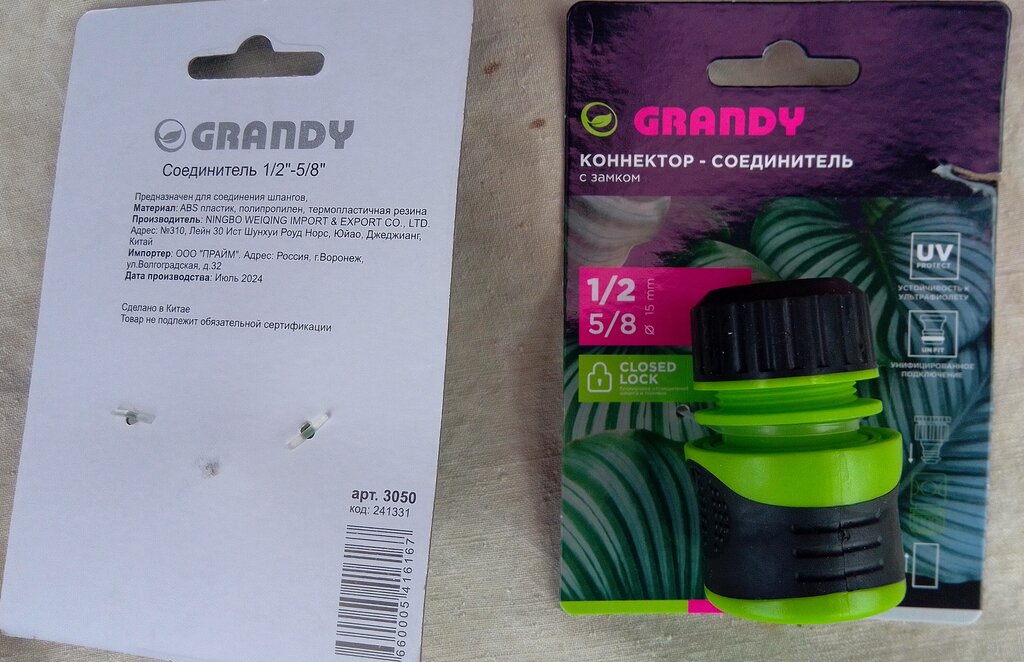 GRANDY
Соединитель 1/2"-5/8"
Предназначен для соединения шлангов,
Материал: ABS пластик, полипропилен, термопластичная резина
Производитель: NINGBO WEIQING IMPORT & EXPORT CO., LTD.
Адрес: №310, Лейн 30 Ист Шунхуи Роуд Норс, Юйао, Джеджианг,
Китай
Импортер: ООО "ПРАЙМ". Адрес: Россия, г.Воронеж,
ул.Волгоградская, д.32
Дата производства: Июль 2024
Сделано в Китае
Товар не подлежит обязательной сертификации
арт. 3050
код: 241331
6600054 16167
GRANDY
КОННЕКТОР - СОЕДИНИТЕЛЬ
С ЗАМКОМ
1/2
5/8
Ø 15 mm
CLOSED
LOCK
UV
PROTECT
УСТОЙЧИВОСТЬ К
УЛЬТРАФИОЛЕТУ
UNFIT
УНИФИЦИРОВАННОЕ
ПОДКЛЮЧЕНИЕ